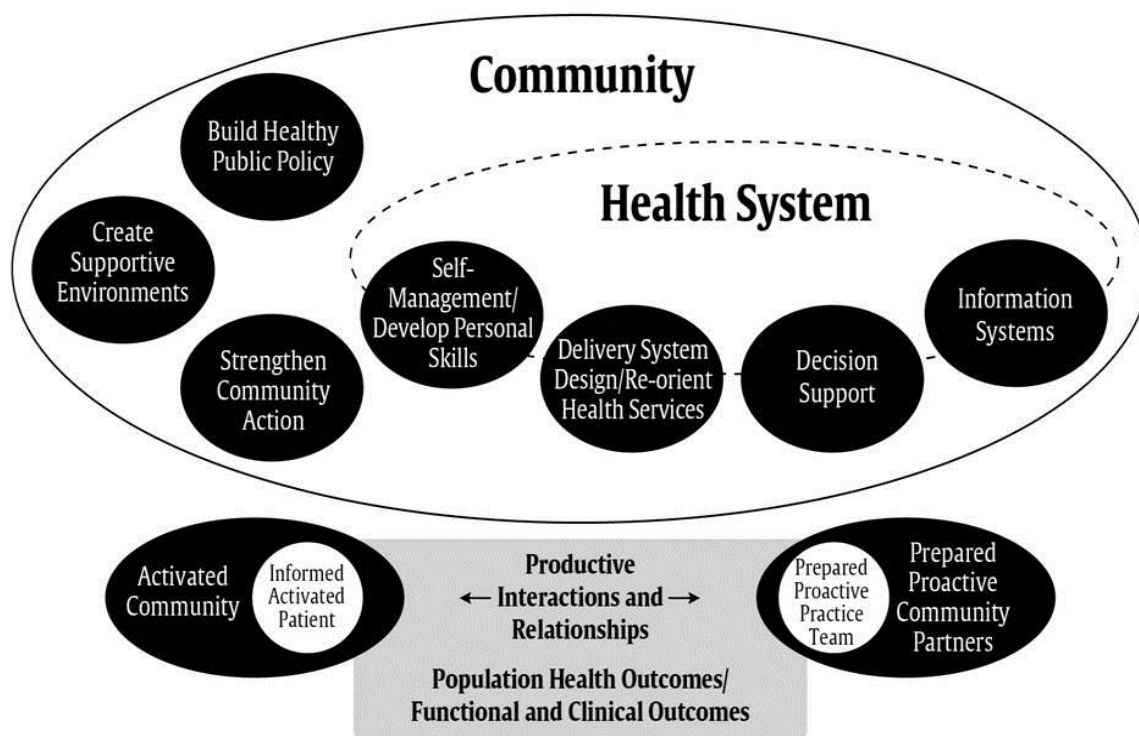 Community
Build Healthy
Public Policy
Health System
Create
Supportive
Environments
Self-
Management/
Develop Personal
Skills
Information
Systems
Strengthen
Community
Action
Delivery System
Design/Re-orient
Health Services
Decision
Support
Activated
Community
Informed
Activated
Patient
Productive
Interactions and
Relationships
Prepared
Proactive
Practice
Team
Prepared
Proactive
Community
Partners
Population Health Outcomes/
Functional and Clinical Outcomes